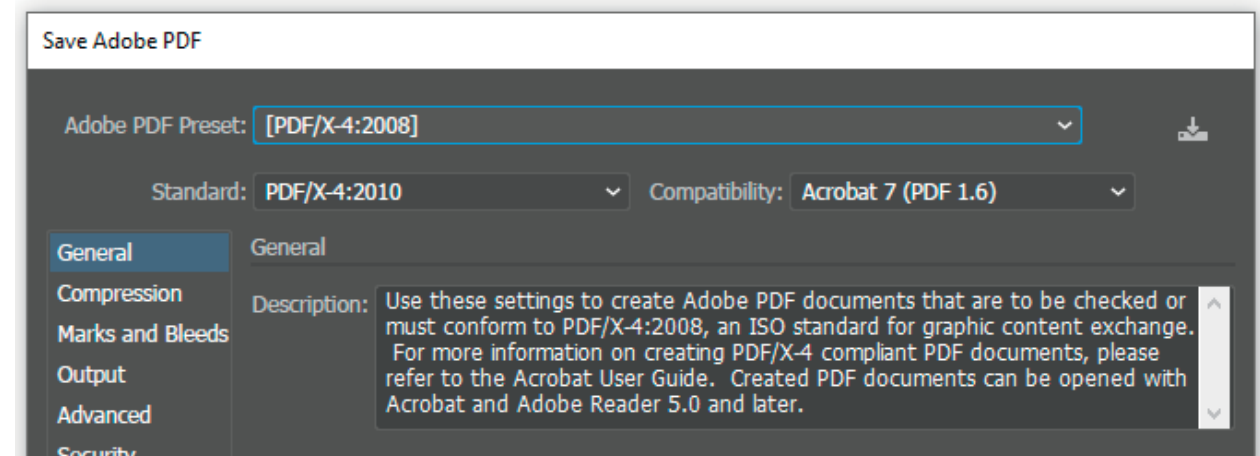 Save Adobe PDF
Adobe PDF Preset: [PDF/X-4:2008]
Standard: PDF/X-4:2010 Compatibility: Acrobat 7 (PDF 1.6)
General
Compression
Marks and Bleeds
Output
Advanced
Security
General
Description: Use these settings to create Adobe PDF documents that are to be checked or
must conform to PDF/X-4:2008, an ISO standard for graphic content exchange.
For more information on creating PDF/X-4 compliant PDF documents, please
refer to the Acrobat User Guide.  Created PDF documents can be opened with
Acrobat and Adobe Reader 5.0 and later.